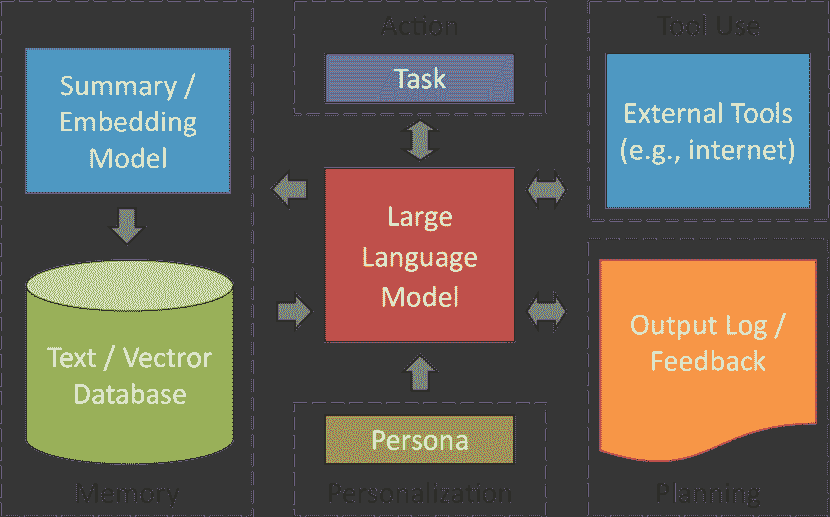 Action
Tool Use
Summary /
Embedding
Model
Task
External Tools
(e.g., internet)
Large
Language
Model
Text / Vectror
Database
Output Log /
Feedback
Persona
Memory
Personalization
Planning